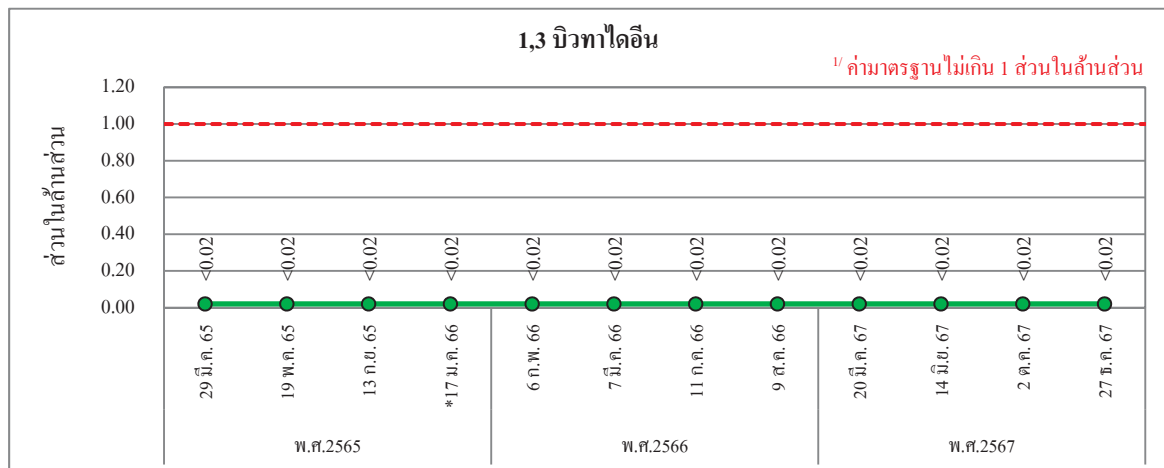 1,3 บิวทาไดอีน
1/ ค่ามาตรฐานไม่เกิน 1 ส่วนในล้านส่วน
ส่วนในล้านส่วน
1.20
1.00
0.80
0.60
0.40
0.20
0.00
<0.02
<0.02
<0.02
<0.02
<0.02
<0.02
<0.02
<0.02
<0.02
<0.02
<0.02
<0.02
29 มี.ค. 65
19 พ.ค. 65
13 ก.ย. 65
*17 ม.ค. 66
6 ก.พ. 66
7 มี.ค. 66
11 ก.ค. 66
9 ส.ค. 66
20 มี.ค. 67
14 มิ.ย. 67
2 ต.ค. 67
27 ธ.ค. 67
พ.ศ.2565
พ.ศ.2566
พ.ศ.2567